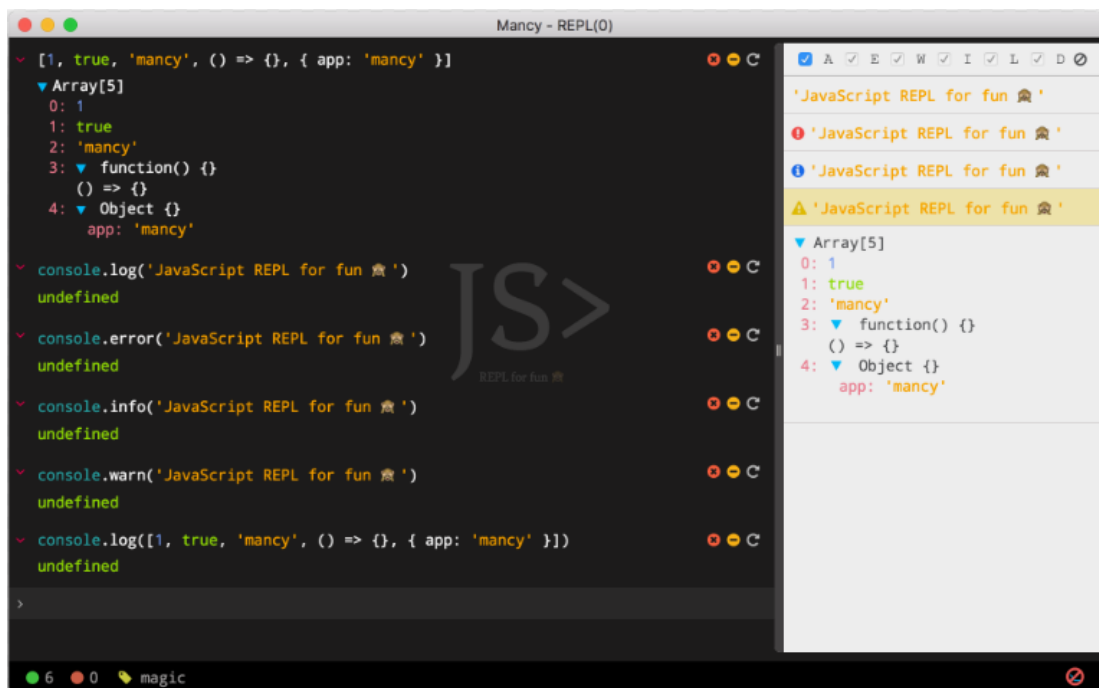 Mancy - REPL(0)
[1, true, 'mancy', () => {}, { app: 'mancy' }]
▼ Array[5]
0: 1
1: true
2: 'mancy'
3: ▼ function() {}
() => {}
4: ▼ Object {}
app: 'mancy'
console.log('JavaScript REPL for fun 🙈 ')
undefined
console.error('JavaScript REPL for fun 🙈 ')
undefined
console.info('JavaScript REPL for fun 🙈 ')
undefined
console.warn('JavaScript REPL for fun 🙈 ')
undefined
console.log([1, true, 'mancy', () => {}, { app: 'mancy' }])
undefined
>
JS>
REPL for fun 🙈
A E W I L D
'JavaScript REPL for fun 🙈 '
'JavaScript REPL for fun 🙈 '
'JavaScript REPL for fun 🙈 '
'JavaScript REPL for fun 🙈 '
▼ Array[5]
0: 1
1: true
2: 'mancy'
3: ▼ function() {}
() => {}
4: ▼ Object {}
app: 'mancy'
6 0 magic